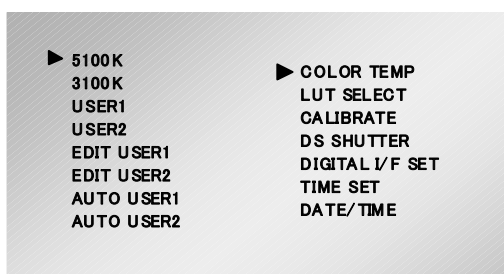 5100K
3100K
USER1
USER2
EDIT USER1
EDIT USER2
AUTO USER1
AUTO USER2
COLOR TEMP
LUT SELECT
CALIBRATE
DS SHUTTER
DIGITAL I/F SET
TIME SET
DATE/TIME